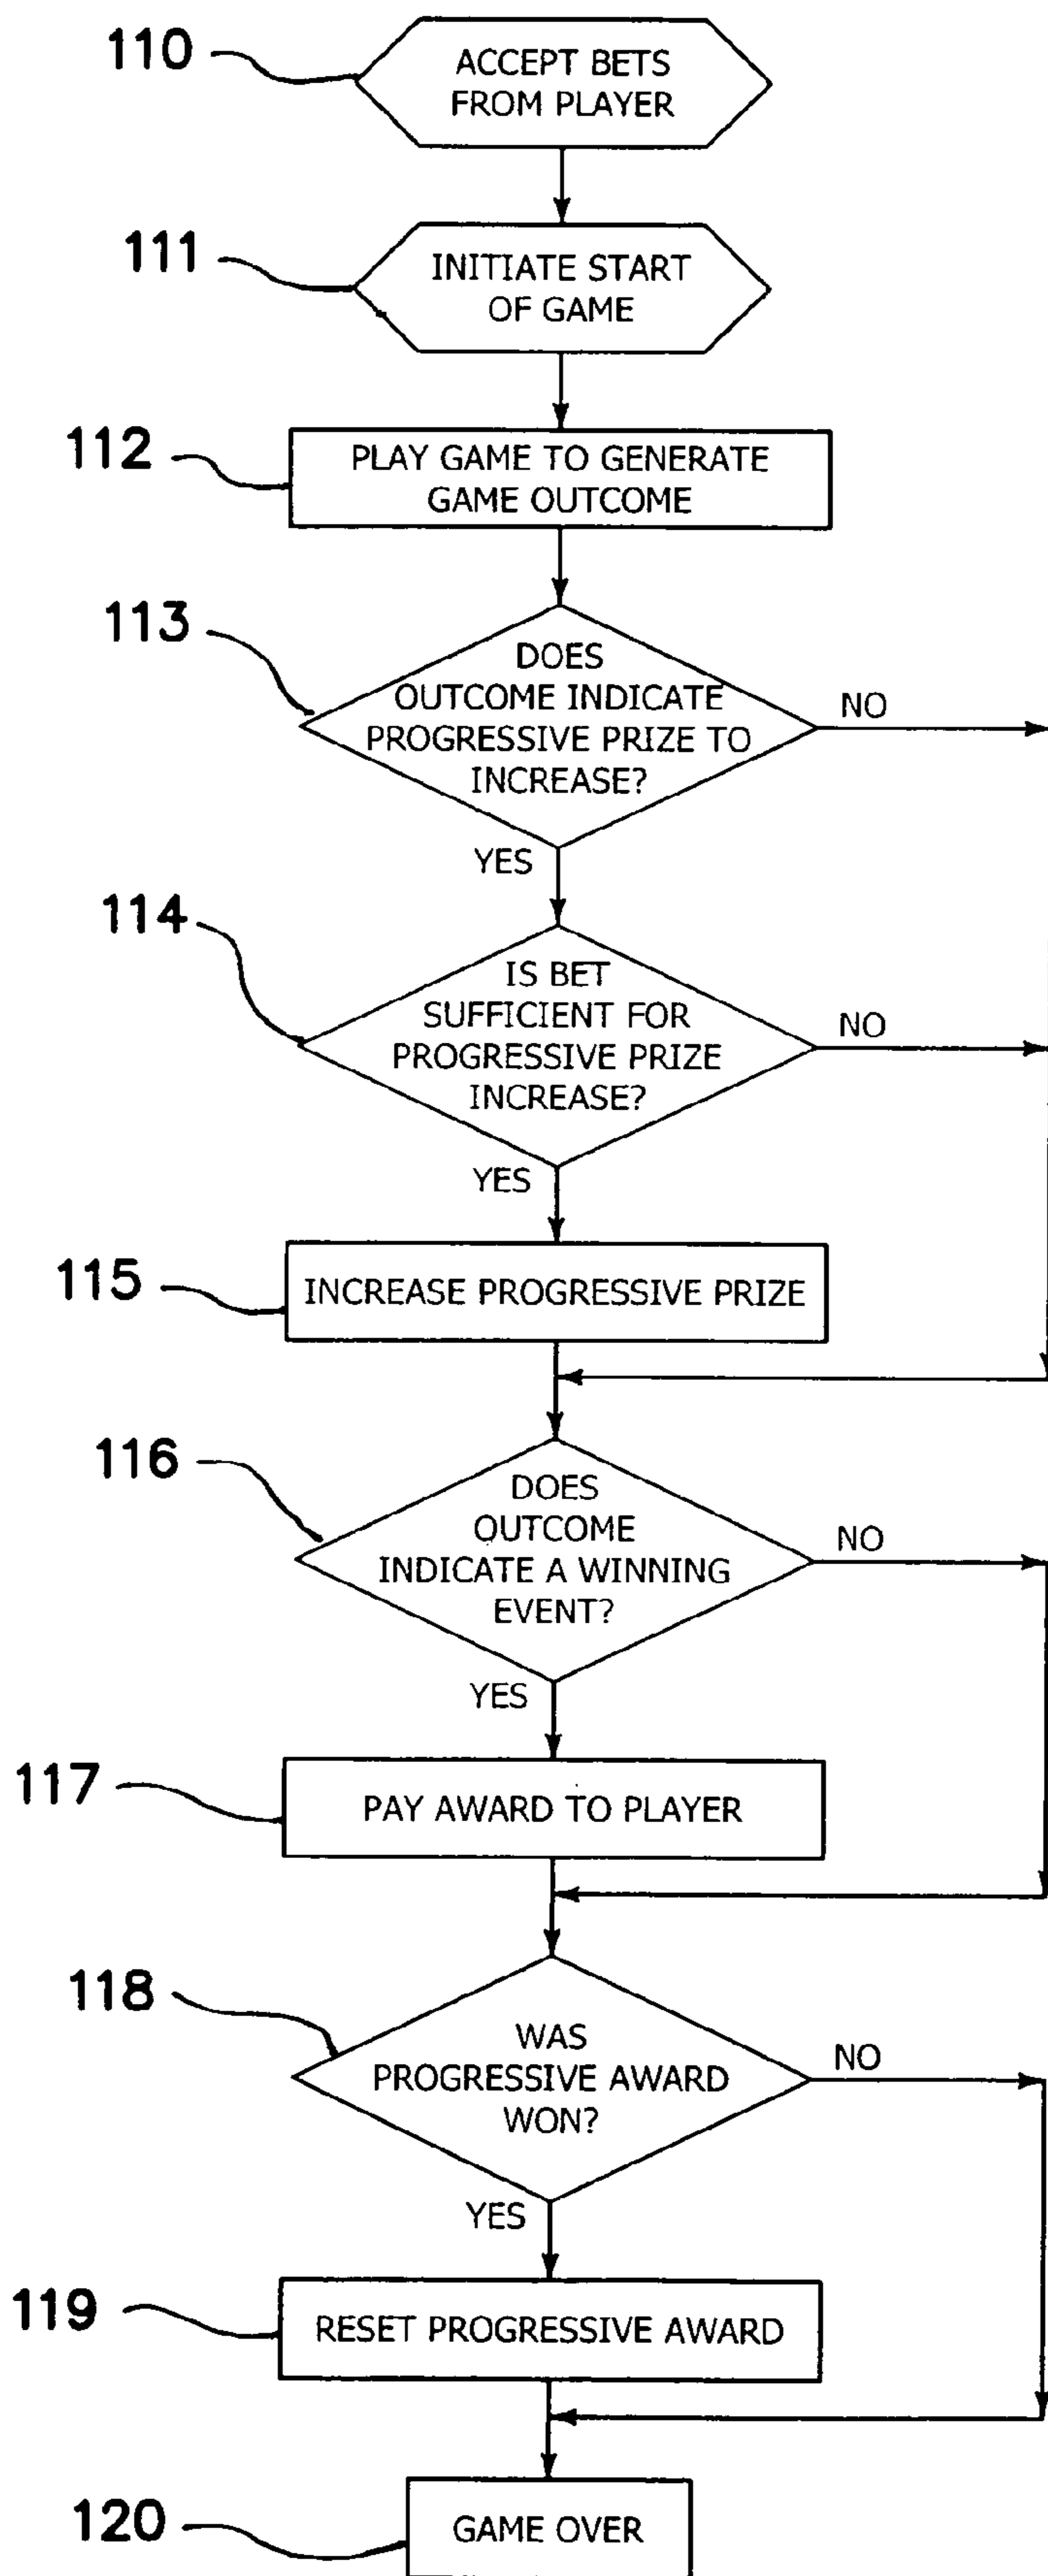 110
ACCEPT BETS
FROM PLAYER
111
INITIATE START
OF GAME
112
PLAY GAME TO GENERATE
GAME OUTCOME
113
DOES
OUTCOME INDICATE
PROGRESSIVE PRIZE TO
INCREASE?
NO
YES
114
IS BET
SUFFICIENT FOR
PROGRESSIVE PRIZE
INCREASE?
NO
YES
115
INCREASE PROGRESSIVE PRIZE
116
DOES
OUTCOME
INDICATE A WINNING
EVENT?
NO
YES
117
PAY AWARD TO PLAYER
118
WAS
PROGRESSIVE AWARD
WON?
NO
YES
119
RESET PROGRESSIVE AWARD
120
GAME OVER